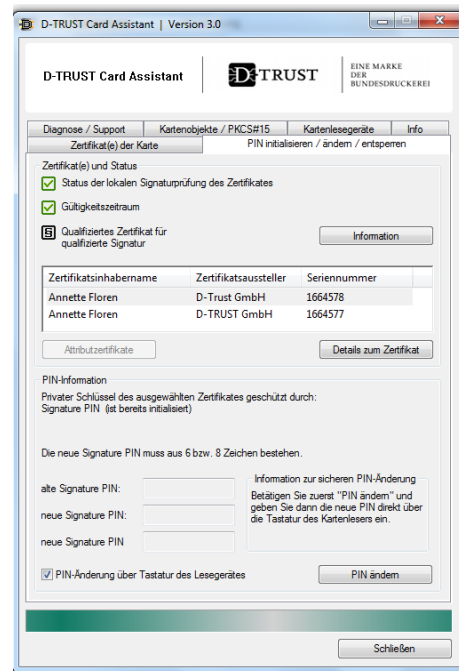 D-TRUST Card Assistant | Version 3.0
D-TRUST Card Assistant
D-TRUST
EINE MARKE
DER
BUNDESDRUCKEREI
Diagnose / Support Kartenobjekte / PKCS#15 Kartenlesegeräte Info
Zertifikat(e) der Karte PIN initialisieren / ändern / entsperren
Zertifikat(e) und Status
Status der lokalen Signaturprüfung des Zertifikates
Gültigkeitszeitraum
Qualifiziertes Zertifikat für
qualifizierte Signatur
Information
Zertifikatsinhabername Zertifikatsaussteller Seriennummer
Annette Floren D-Trust GmbH 1664578
Annette Floren D-TRUST GmbH 1664577
Attributzertifikate Details zum Zertifikat
PIN-Information
Privater Schlüssel des ausgewählten Zertifikates geschützt durch:
Signature PIN (ist bereits initialisiert)
Die neue Signature PIN muss aus 6 bzw. 8 Zeichen bestehen.
alte Signature PIN:
neue Signature PIN:
neue Signature PIN
Information zur sicheren PIN-Änderung
Betätigen Sie zuerst "PIN ändern" und
geben Sie dann die neue PIN direkt über
die Tastatur des Kartenlesers ein.
PIN-Änderung über Tastatur des Lesegerätes PIN ändern
Schließen